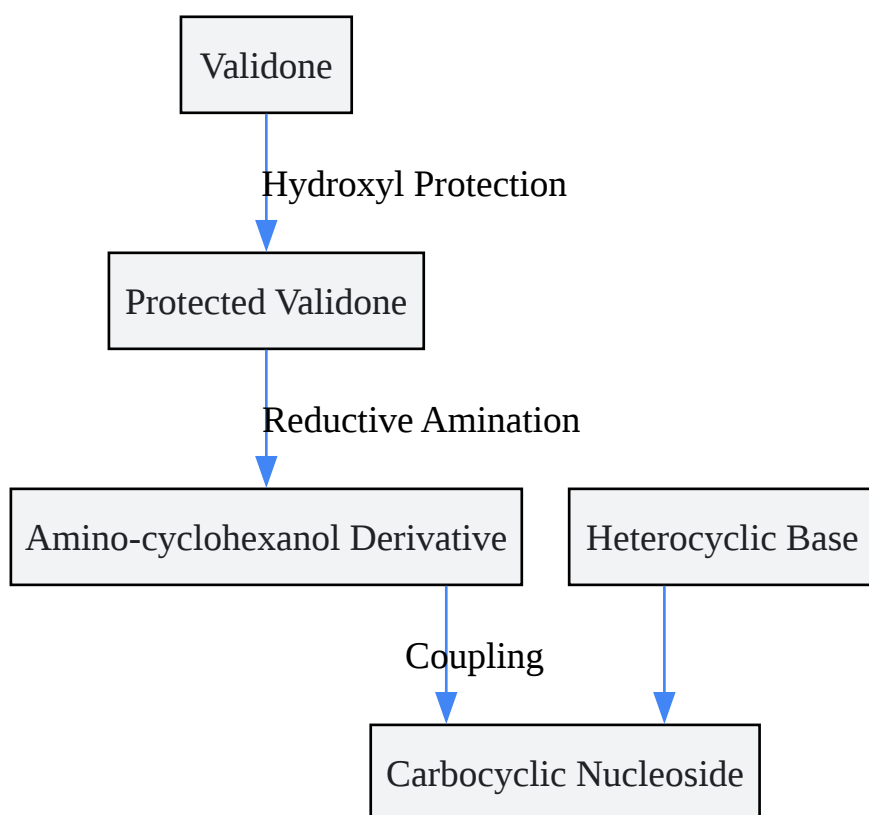 Validone
Hydroxyl Protection
Protected Validone
Reductive Amination
Amino-cyclohexanol Derivative
Heterocyclic Base
Coupling
Carbocyclic Nucleoside